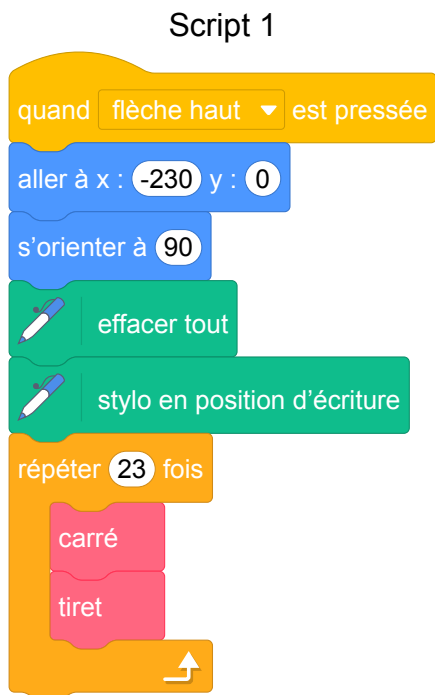 Script 1
quand flèche haut est pressée
aller à x : -230 y : 0
s’orienter à 90
effacer tout
stylo en position d’écriture
répéter 23 fois
carré
tiret